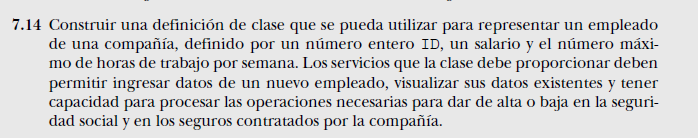 7.14 Construir una definición de clase que se pueda utilizar para representar un empleado
de una compañía, definido por un número entero ID, un salario y el número máxi-
mo de horas de trabajo por semana. Los servicios que la clase debe proporcionar deben
permitir ingresar datos de un nuevo empleado, visualizar sus datos existentes y tener
capacidad para procesar las operaciones necesarias para dar de alta o baja en la seguri-
dad social y en los seguros contratados por la compañía.